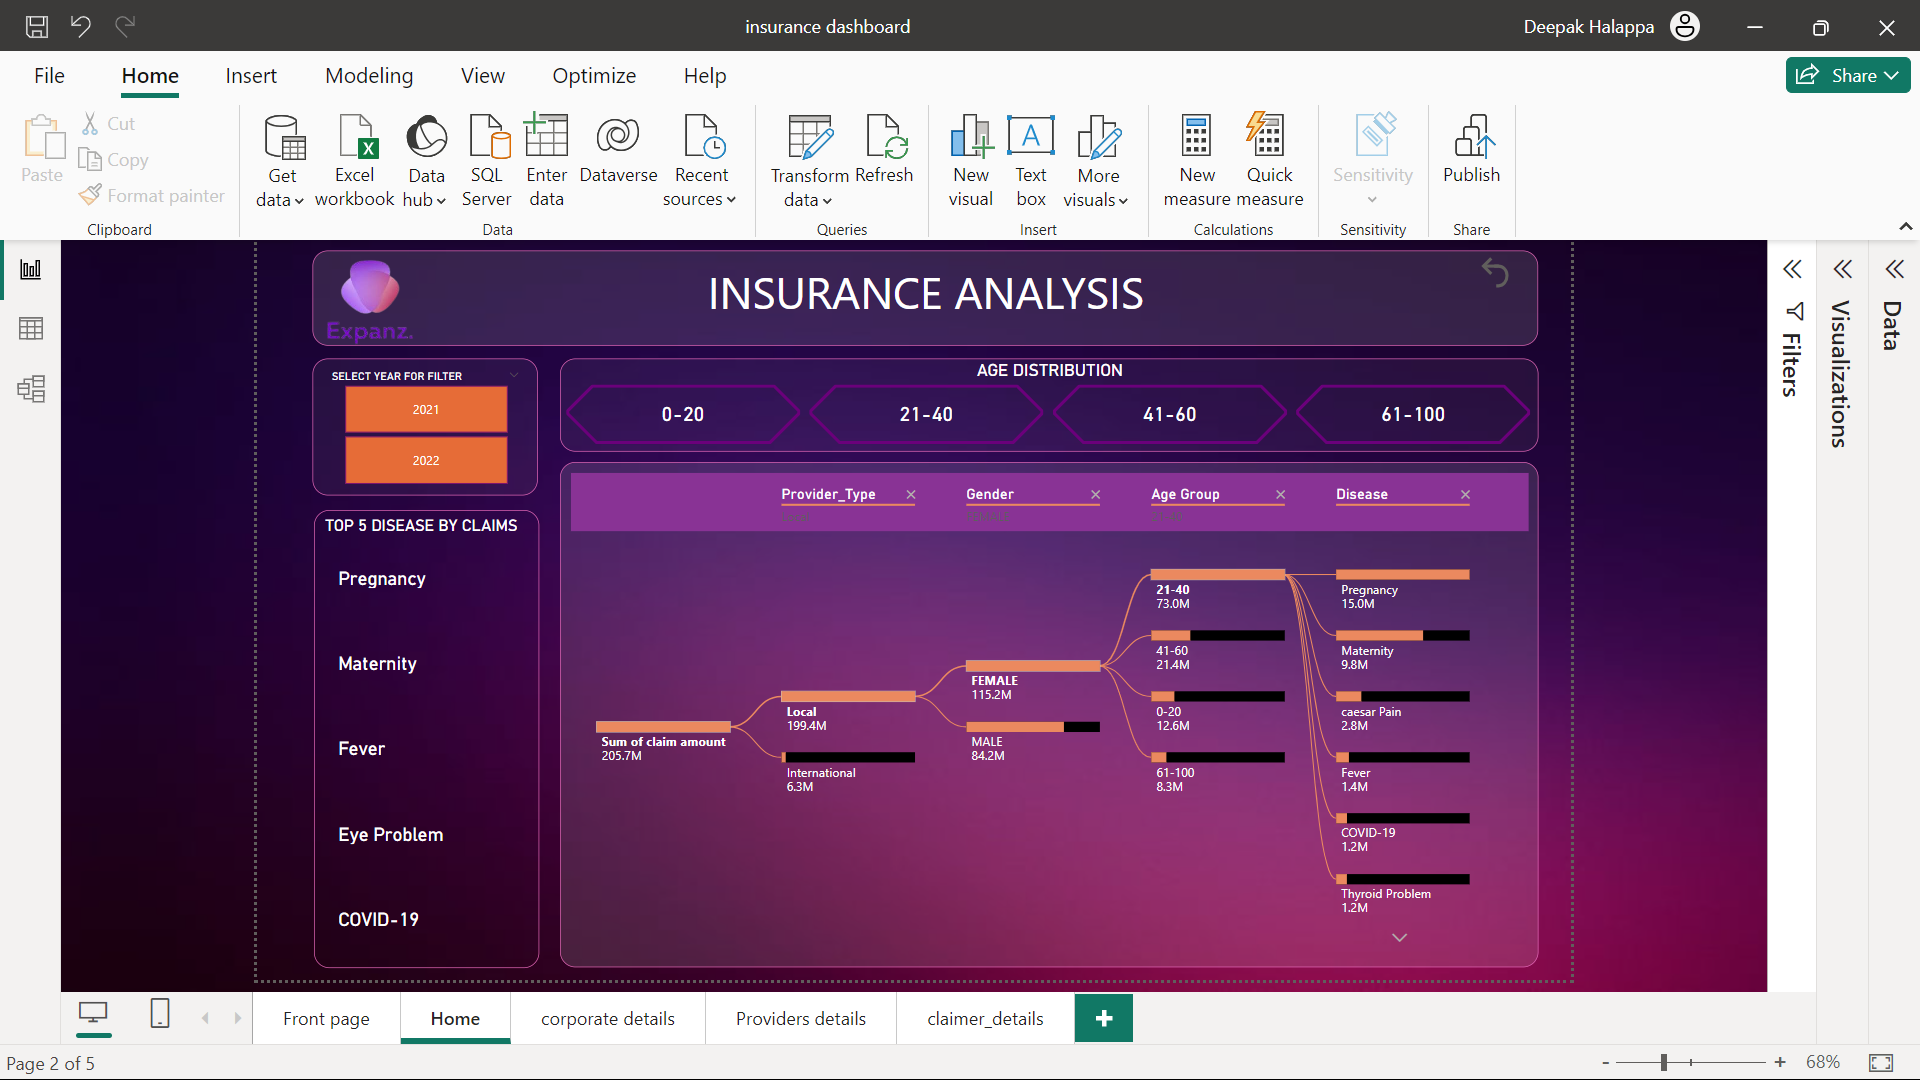 insurance dashboard
Deepak Halappa
File
Home
Insert
Modeling
View
Optimize
Help
Share
Paste
Cut
Copy
Format painter
Clipboard
Get data
Excel workbook
Data hub
SQL Server
Enter data
Dataverse
Recent sources
Data
Transform data
Refresh
Queries
New visual
Text box
More visuals
Insert
New measure
Quick measure
Calculations
Sensitivity
Sensitivity
Publish
Share
Expanz.
INSURANCE ANALYSIS
SELECT YEAR FOR FILTER
2021
2022
AGE DISTRIBUTION
0-20
21-40
41-60
61-100
TOP 5 DISEASE BY CLAIMS
Pregnancy
Maternity
Fever
Eye Problem
COVID-19
Provider_Type
Local
Gender
FEMALE
Age Group
21-40
Disease
Sum of claim amount
205.7M
Local
199.4M
International
6.3M
FEMALE
115.2M
MALE
84.2M
21-40
73.0M
41-60
21.4M
0-20
12.6M
61-100
8.3M
Pregnancy
15.0M
Maternity
9.8M
caesar Pain
2.8M
Fever
1.4M
COVID-19
1.2M
Thyroid Problem
1.2M
Filters
Visualizations
Data
Front page
Home
corporate details
Providers details
claimer_details
Page 2 of 5
- +
68%